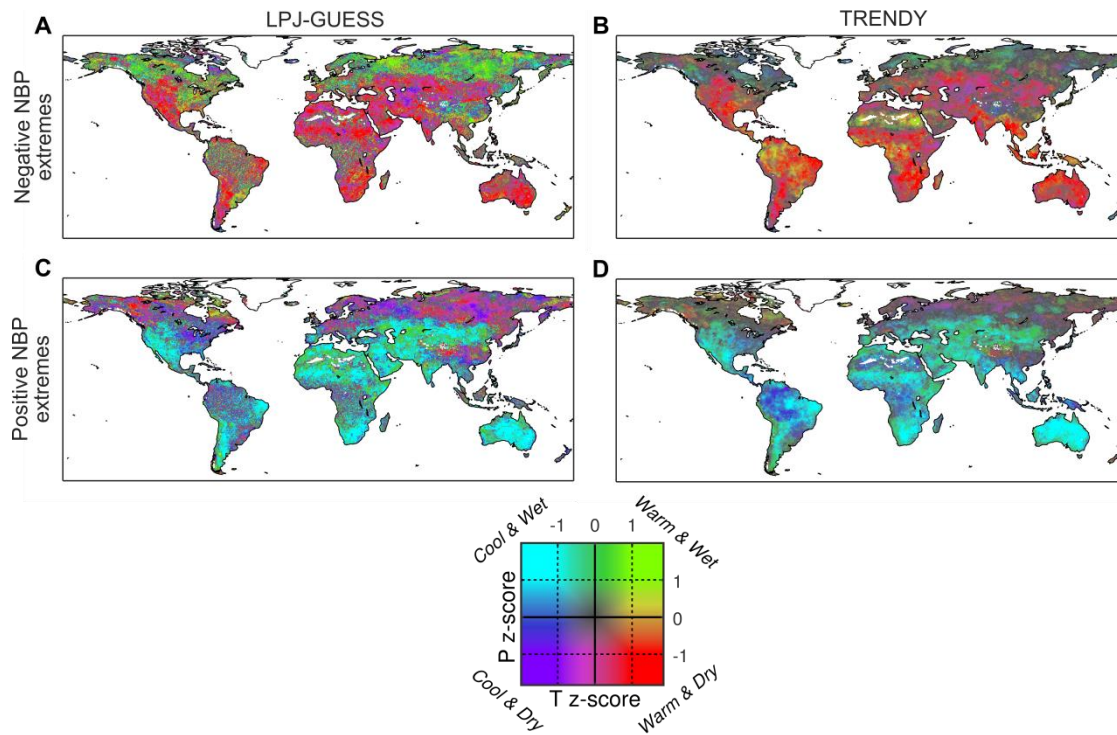 LPJ-GUESS
TRENDY
A
B
Negative NBP
extremes
C
D
Positive NBP
extremes
Cool & Wet
-1 0 1
Warm & Wet
P z-score
1
0
-1
Cool & Dry
T z-score
Warm & Dry